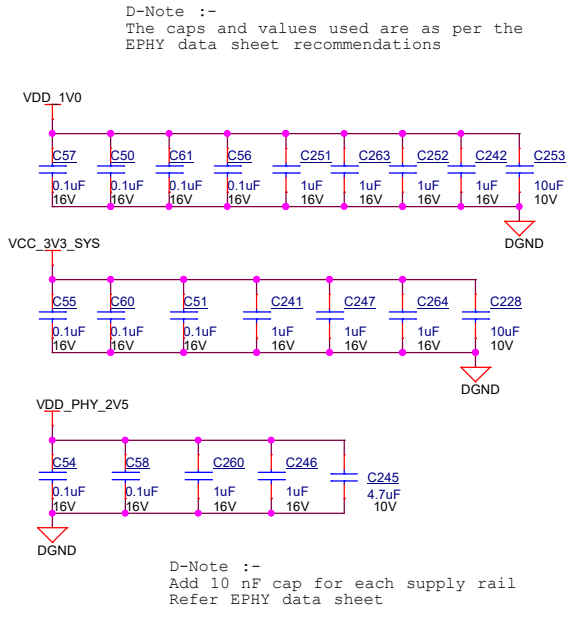 D-Note :-
The caps and values used are as per the
EPHY data sheet recommendations
VDD_1V0
C57 C50 C61 C56 C251 C263 C252 C242 C253
0.1uF 0.1uF 0.1uF 0.1uF 1uF 1uF 1uF 1uF 10uF
16V 16V 16V 16V 16V 16V 16V 16V 10V
DGND
VCC_3V3_SYS
C55 C60 C51 C241 C247 C264 C228
0.1uF 0.1uF 0.1uF 1uF 1uF 1uF 10uF
16V 16V 16V 16V 16V 16V 10V
DGND
VDD_PHY_2V5
C54 C58 C260 C246 C245
0.1uF 0.1uF 1uF 1uF 4.7uF
16V 16V 16V 16V 10V
DGND
D-Note :-
Add 10 nF cap for each supply rail
Refer EPHY data sheet